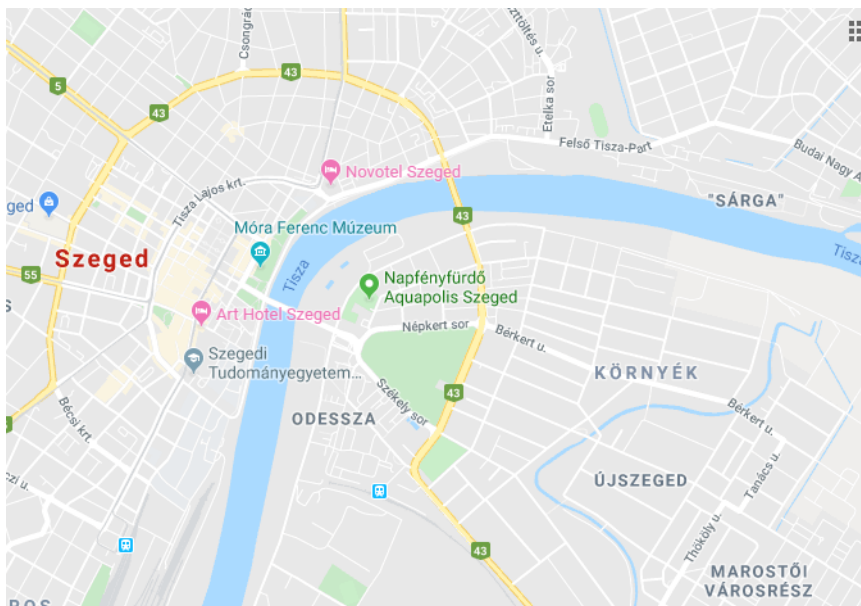 Csongrád
43
5
43
Etelka sor
Felső Tisza-Part
Budai Nagy A
Novotel Szeged
Tisza Lajos krt.
ged
"SÁRGA"
43
Móra Ferenc Múzeum
Tisza
Tisza
Szeged
55
Napfényfürdő
Aquapolis Szeged
Art Hotel Szeged
Népkert sor
Bérkert u.
Szegedi
Tudományegyetem...
KÖRNYÉK
43
Székely sor
Bérkert u.
Bécsi krt.
ODESSZA
ÚJSZEGED
Tanács u.
czi u.
Thököly u.
43
MAROSTŐI
VÁROSRÉSZ